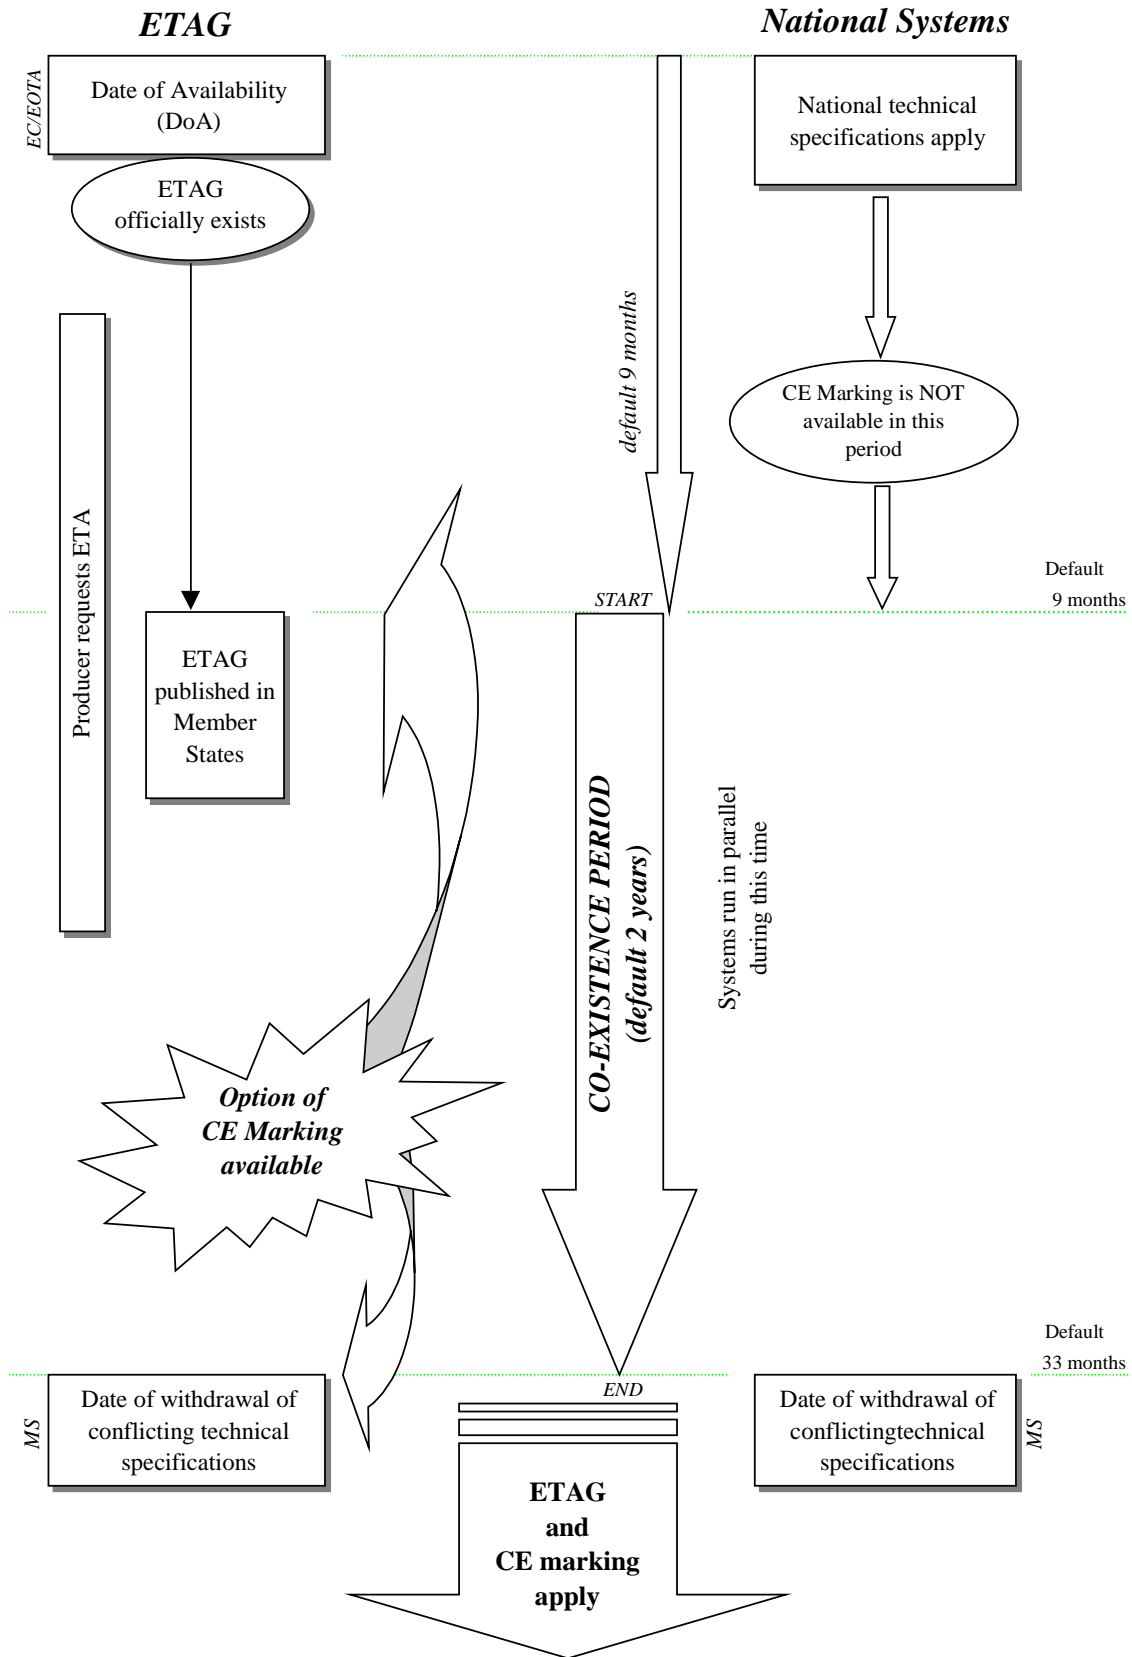 ETAG
National Systems
EC/EOTA
Date of Availability
(DoA)
National technical
specifications apply
ETAG
officially exists
default 9 months
CE Marking is NOT
available in this
period
Producer requests ETA
Default
9 months
START
ETAG
published in
Member
States
CO-EXISTENCE PERIOD
(default 2 years)
Systems run in parallel
during this time
Option of
CE Marking
available
Default
33 months
END
MS
Date of withdrawal of
conflicting technical
specifications
Date of withdrawal of
conflictingtechnical
specifications
MS
ETAG
and
CE marking
apply